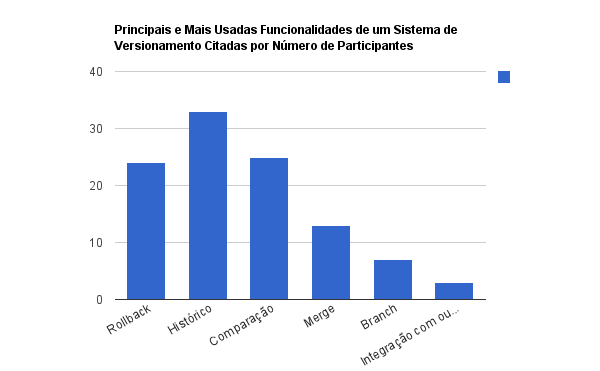 Principais e Mais Usadas Funcionalidades de um Sistema de
Versionamento Citadas por Número de Participantes
40
30
20
10
0
Rollback
Histórico
Comparação
Merge
Branch
Integração com ou...